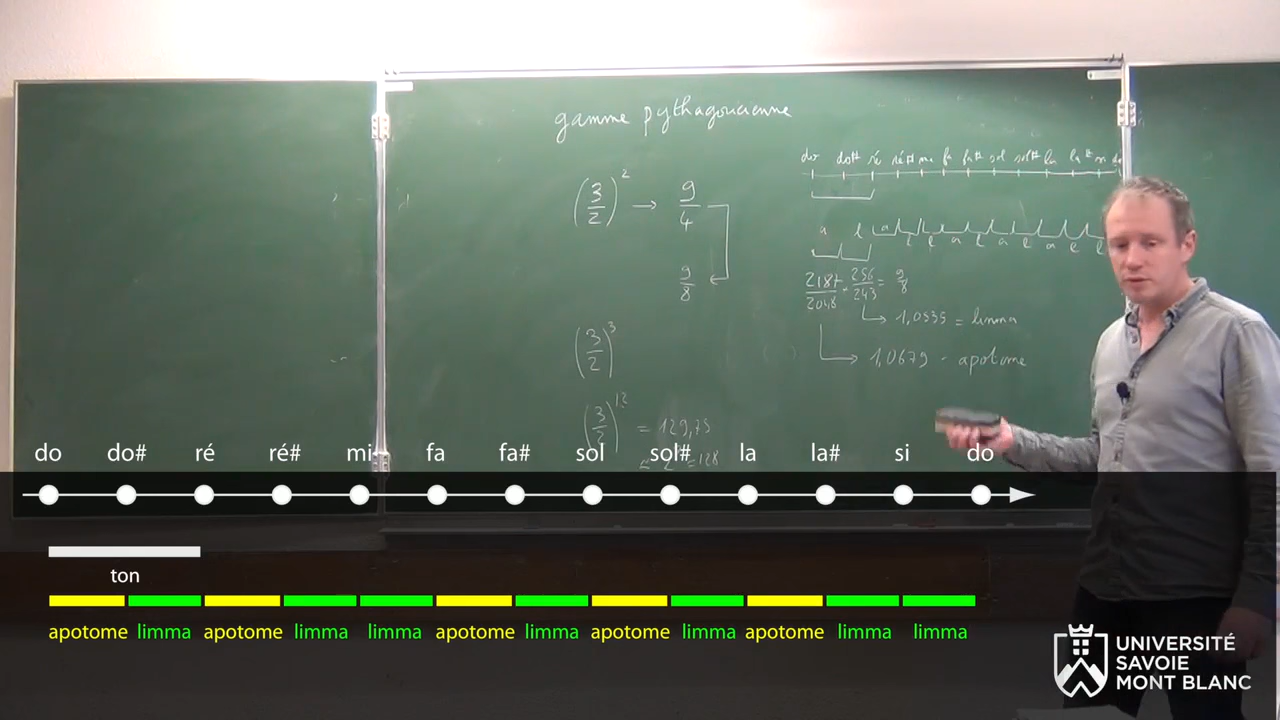 gamme pythagoricienne
do do# ré ré# mi fa fa# sol sol# la la# si do
(3/2)² → 9/4
9/8
a l a l l a l a l a l l
2187/2048 · 256/243 = 9/8
1,0535 = limma
1,0679 - apotome
(3/2)³
(3/2)¹² = 129,75
= 128
do do# ré ré# mi fa fa# sol sol# la la# si do
ton
apotome limma apotome limma limma apotome limma apotome limma apotome limma limma
UNIVERSITÉ
SAVOIE
MONT BLANC